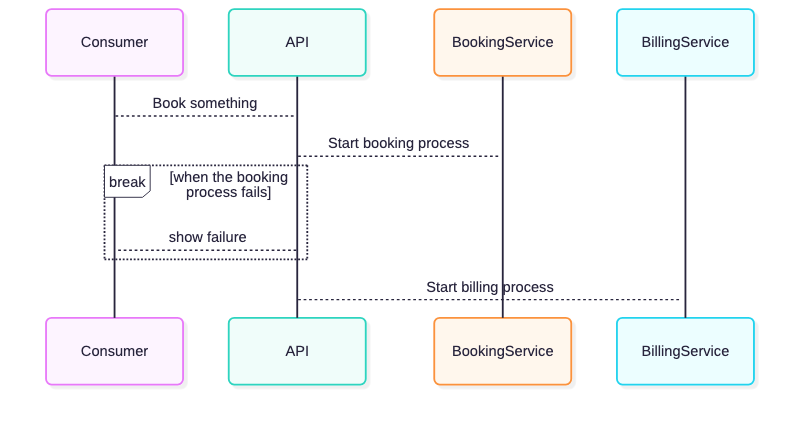 Consumer
API
BookingService
BillingService
Book something
Start booking process
break
[when the booking
process fails]
show failure
Start billing process
Consumer
API
BookingService
BillingService